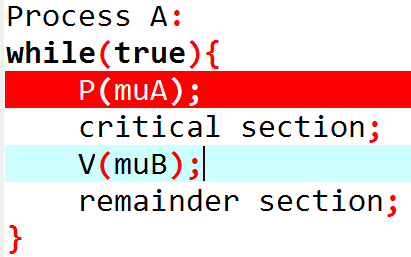 Process A:
while(true){
    P(muA);
    critical section;
    V(muB);
    remainder section;
}